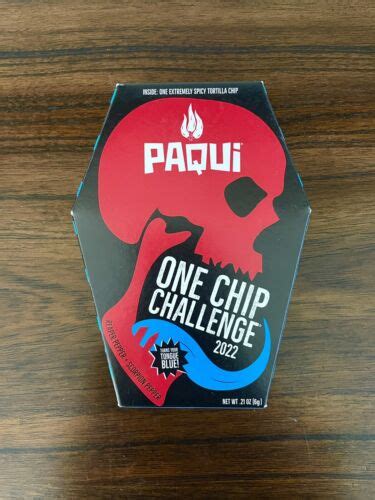 INSIDE: ONE EXTREMELY SPICY TORTILLA CHIP
PAQUI
ONE CHIP
CHALLENGE
2022
TURNS YOUR
TONGUE
BLUE!
REAPER PEPPER • SCORPION PEPPER
NET WT .21 OZ (6g)